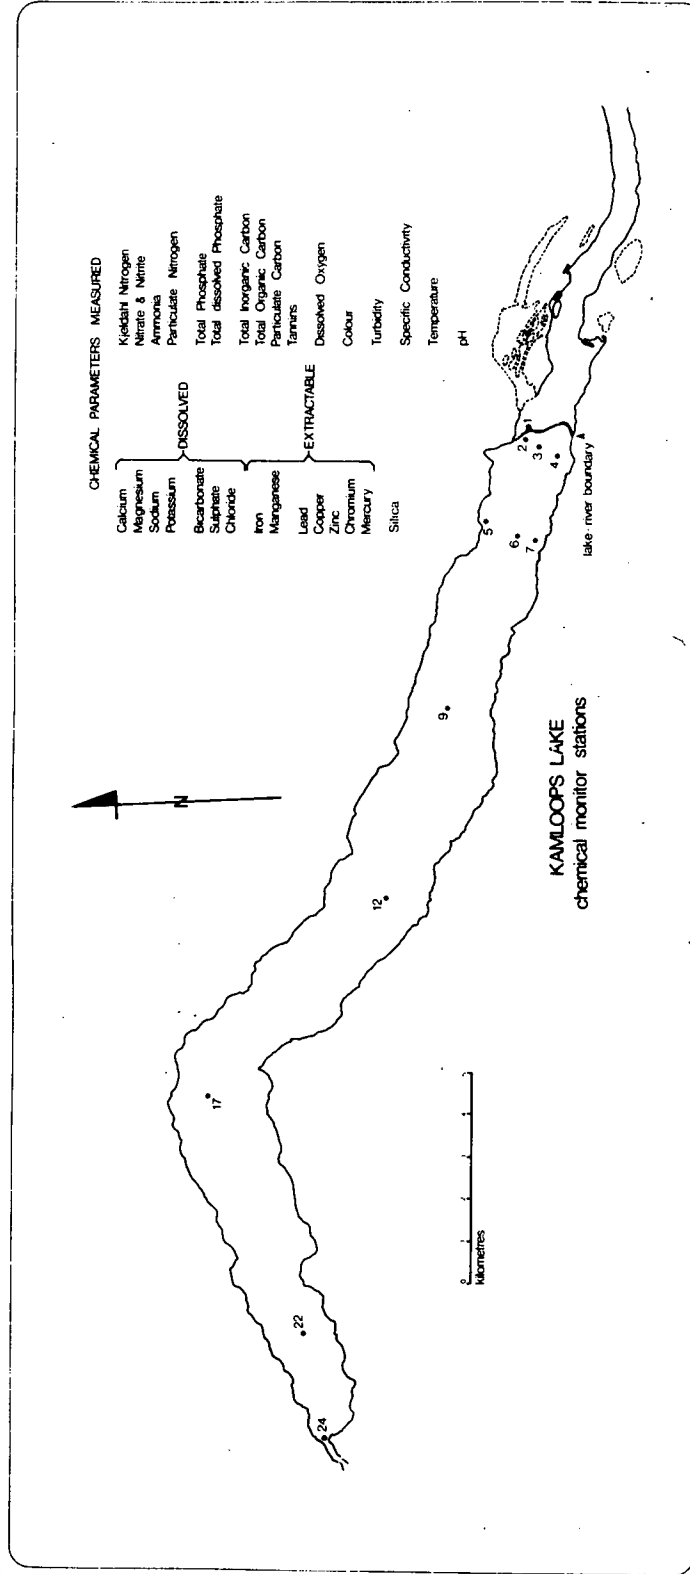 CHEMICAL PARAMETERS MEASURED
Calcium
Magnesium
Sodium
Potassium
Bicarbonate
Sulphate
Chloride
DISSOLVED
Iron
Manganese
Lead
Copper
Zinc
Chromium
Mercury
EXTRACTABLE
Silica
Kjeldahl Nitrogen
Nitrate & Nitrite
Ammonia
Particulate Nitrogen
Total Phosphate
Total dissolved Phosphate
Total Inorganic Carbon
Total Organic Carbon
Particulate Carbon
Tannins
Dissolved Oxygen
Colour
Turbidity
Specific Conductivity
Temperature
pH
N
17
22
24
12
9
5
6
7
2
1
3
4
lake-river boundary
KAMLOOPS LAKE
chemical monitor stations
0
kilometres